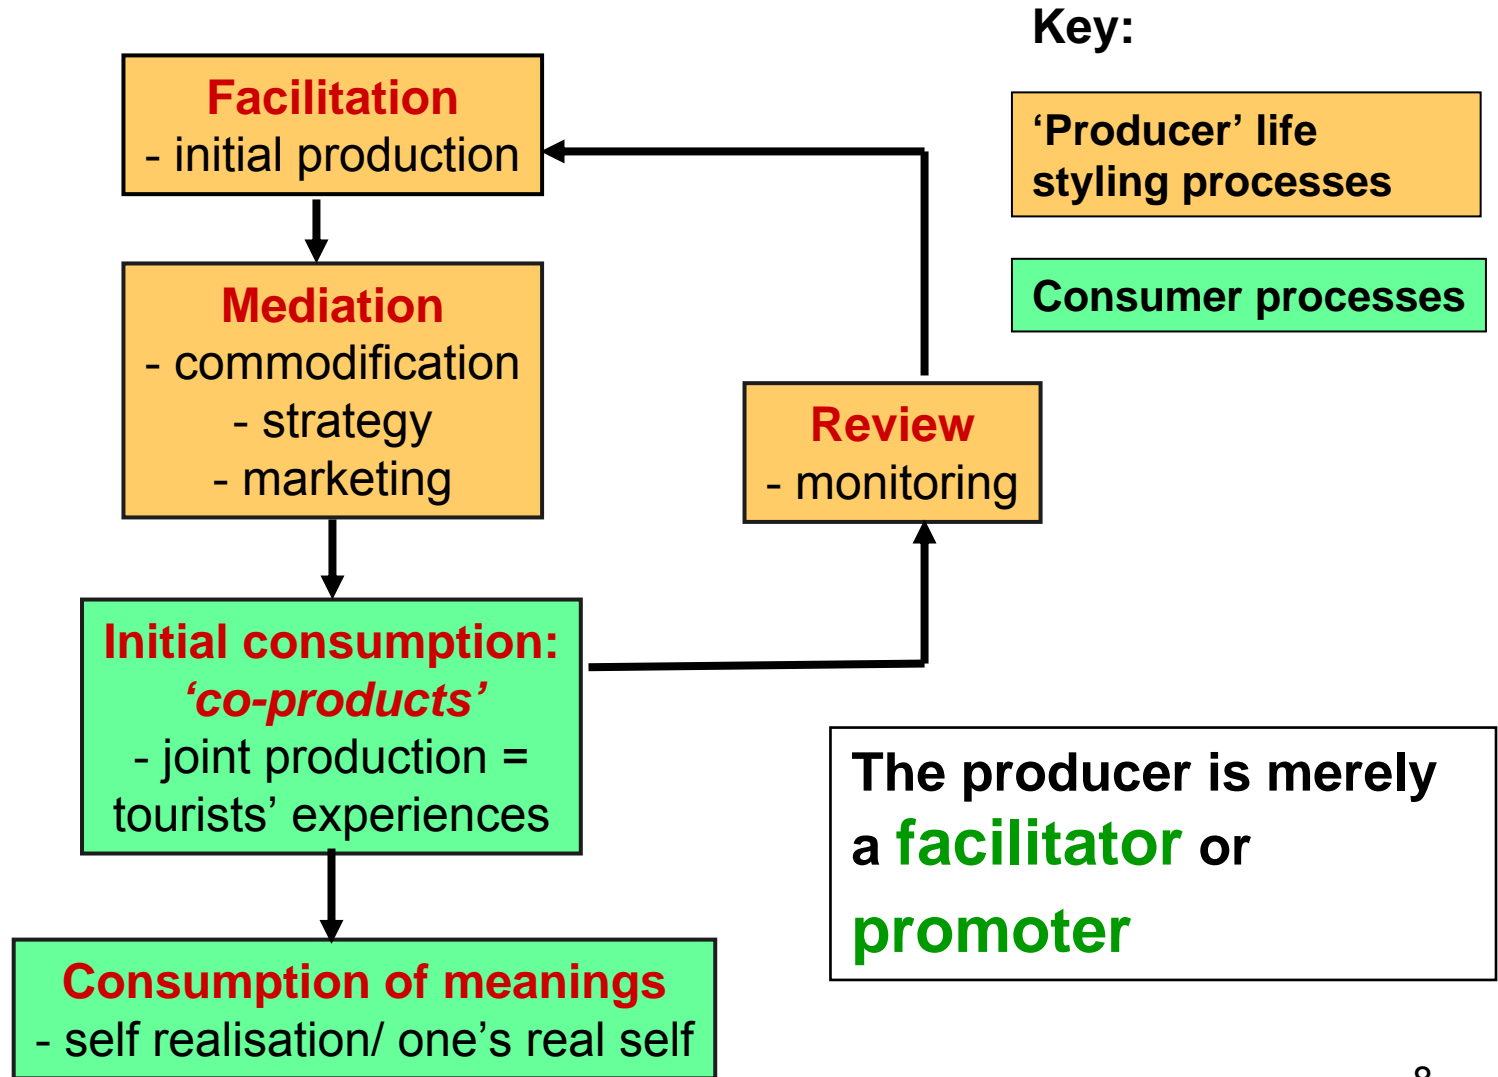 Key:
Facilitation
- initial production
‘Producer’ life
styling processes
Mediation
- commodification
- strategy
- marketing
Consumer processes
Review
- monitoring
Initial consumption:
‘co-products’
- joint production =
tourists’ experiences
The producer is merely
a facilitator or
promoter
Consumption of meanings
- self realisation/ one’s real self